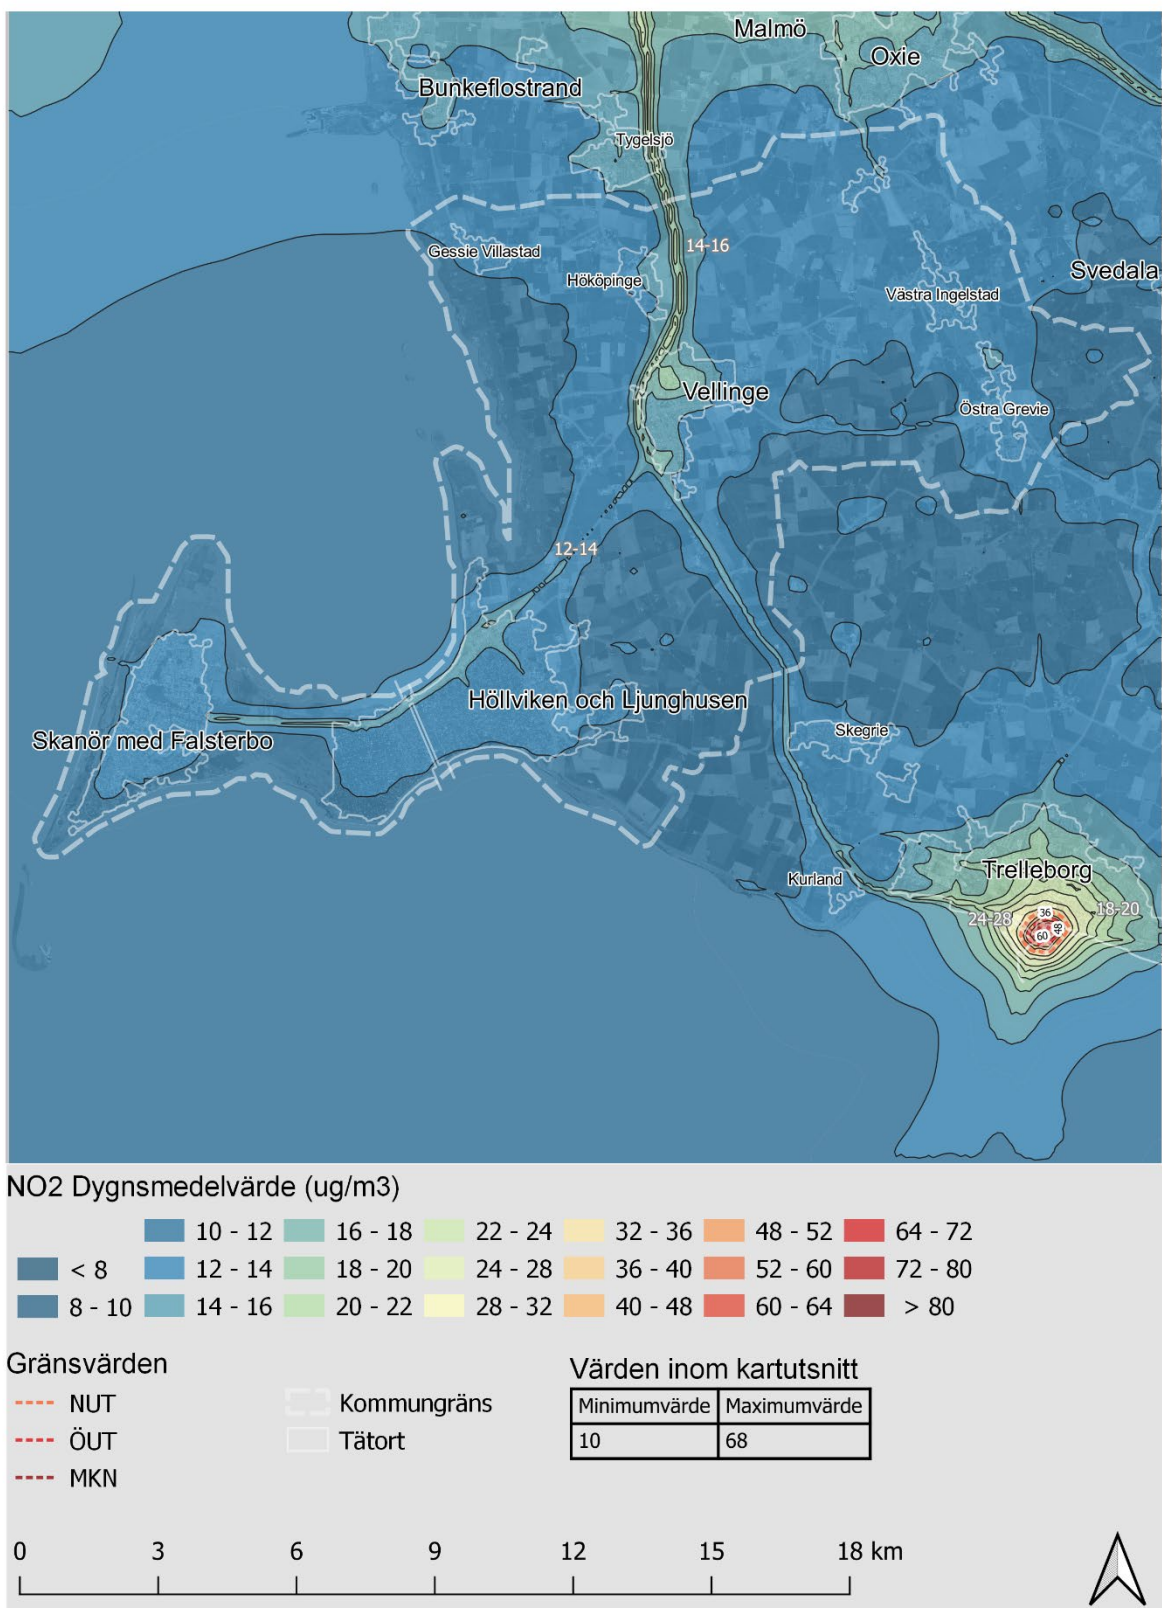 Malmö
Oxie
Bunkeflostrand
Tygelsjö
14-16
Gessie Villastad
Hököpinge
Svedala
Västra Ingelstad
Vellinge
Östra Grevie
12-14
Höllviken och Ljunghusen
Skanör med Falsterbo
Skegrie
Trelleborg
Kurland
24-28
36
18-20
48
60
NO2 Dygnsmedelvärde (ug/m3)
10 - 12 16 - 18 22 - 24 32 - 36 48 - 52 64 - 72
< 8 12 - 14 18 - 20 24 - 28 36 - 40 52 - 60 72 - 80
8 - 10 14 - 16 20 - 22 28 - 32 40 - 48 60 - 64 > 80
Gränsvärden
NUT
ÖUT
MKN
Kommungräns
Tätort
Värden inom kartutsnitt
Minimumvärde Maximumvärde
10 68
0 3 6 9 12 15 18 km